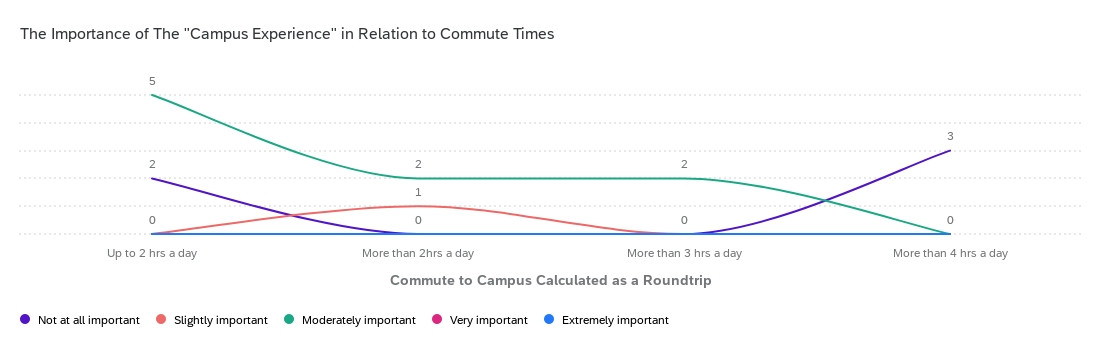 The Importance of The "Campus Experience" in Relation to Commute Times
5
3
2
2
2
1
0
0
0
0
Up to 2 hrs a day
More than 2hrs a day
More than 3 hrs a day
More than 4 hrs a day
Commute to Campus Calculated as a Roundtrip
Not at all important
Slightly important
Moderately important
Very important
Extremely important